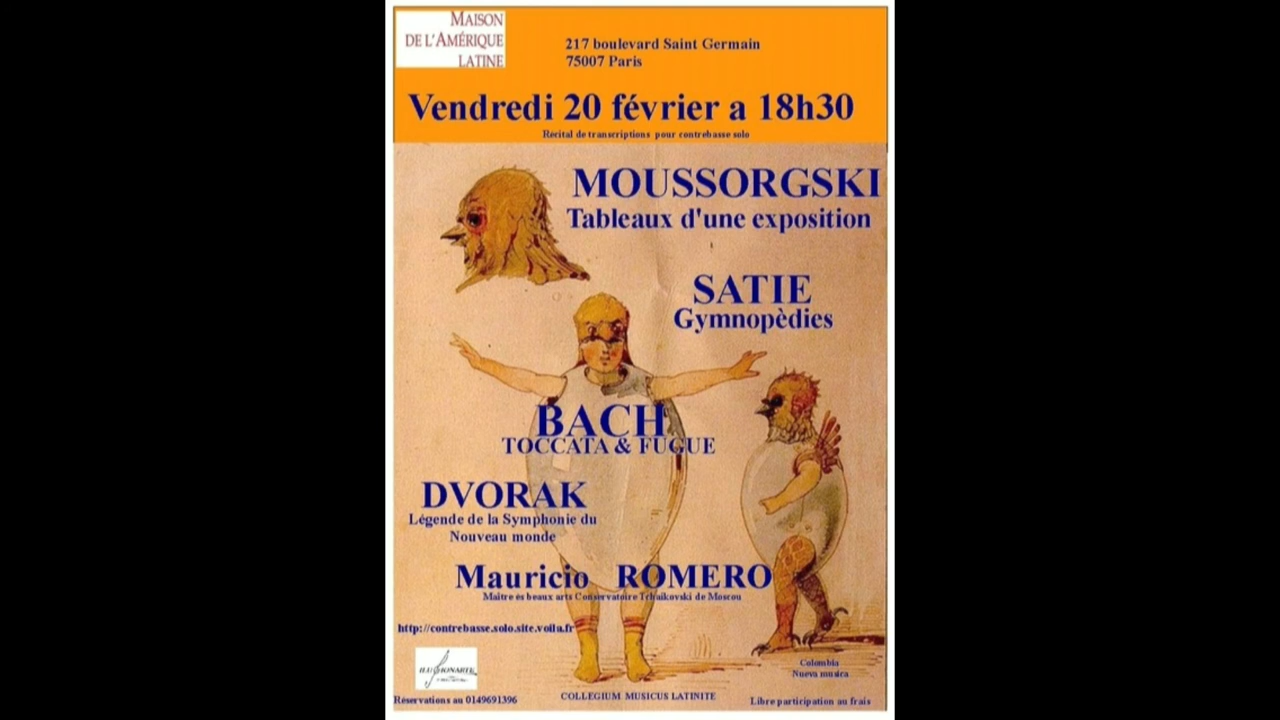 MAISON
DE L'AMÉRIQUE
LATINE
217 boulevard Saint Germain
75007 Paris
Vendredi 20 février a 18h30
Recital de transcriptions pour contrebasse solo
MOUSSORGSKI
Tableaux d'une exposition
SATIE
Gymnopèdies
BACH
TOCCATA & FUGUE
DVORAK
Légende de la Symphonie du
Nouveau monde
Mauricio ROMERO
Maitre es beaux arts Conservatoire Tchaikovski de Moscou
http://contrebasse.solo.site.voila.fr
Colombia
Nueva musica
Reservations au 0149691396
COLLEGIUM MUSICUS LATINITE
Libre participation au frais